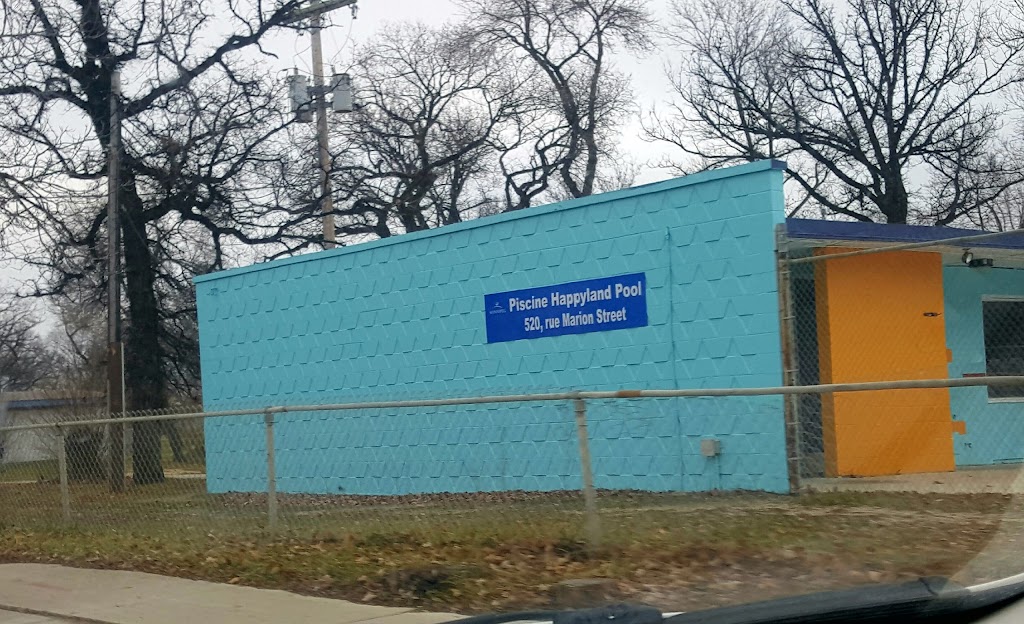 Piscine Happyland Pool
520, rue Marion Street